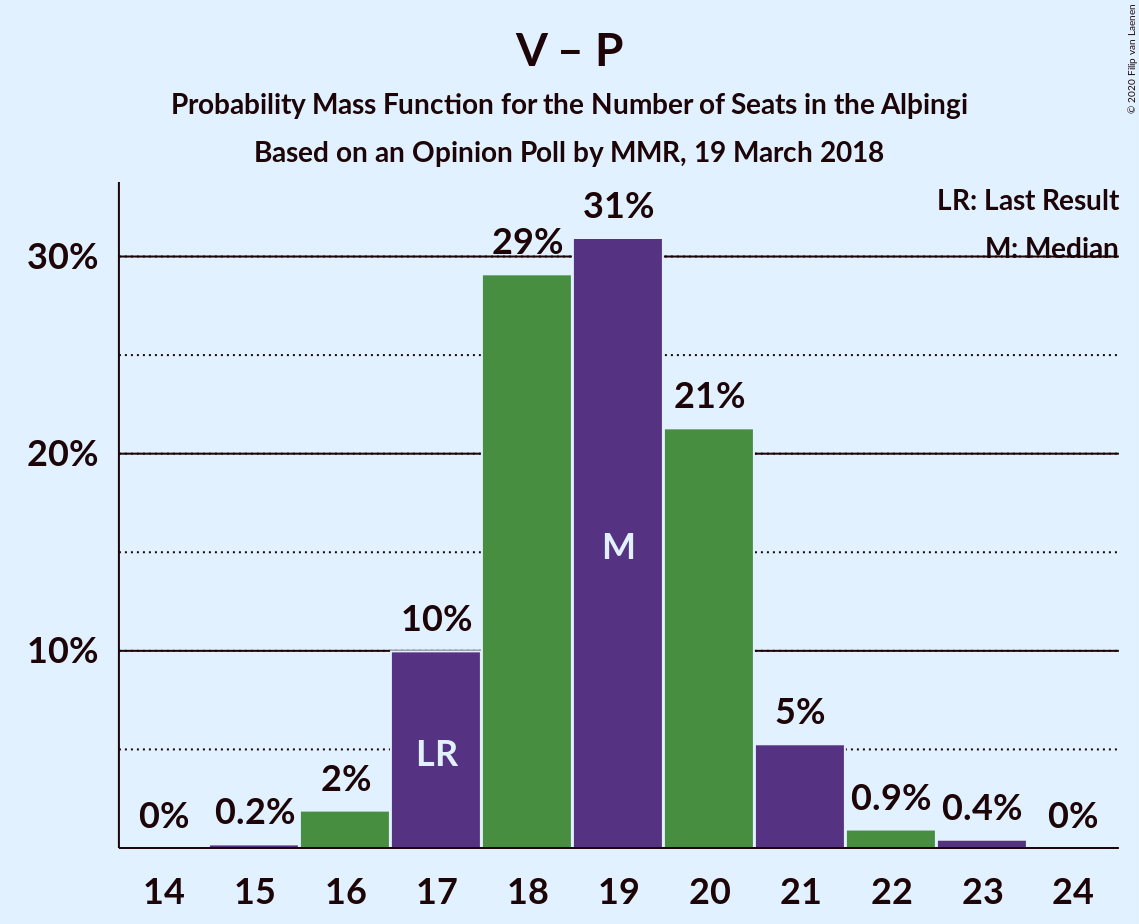 V – P
Probability Mass Function for the Number of Seats in the Alþingi
Based on an Opinion Poll by MMR, 19 March 2018
© 2020 Filip van Laenen
LR: Last Result
M: Median
30%
20%
10%
0%
0.2%
2%
10%
29%
31%
21%
5%
0.9%
0.4%
0%
LR
M
14 15 16 17 18 19 20 21 22 23 24